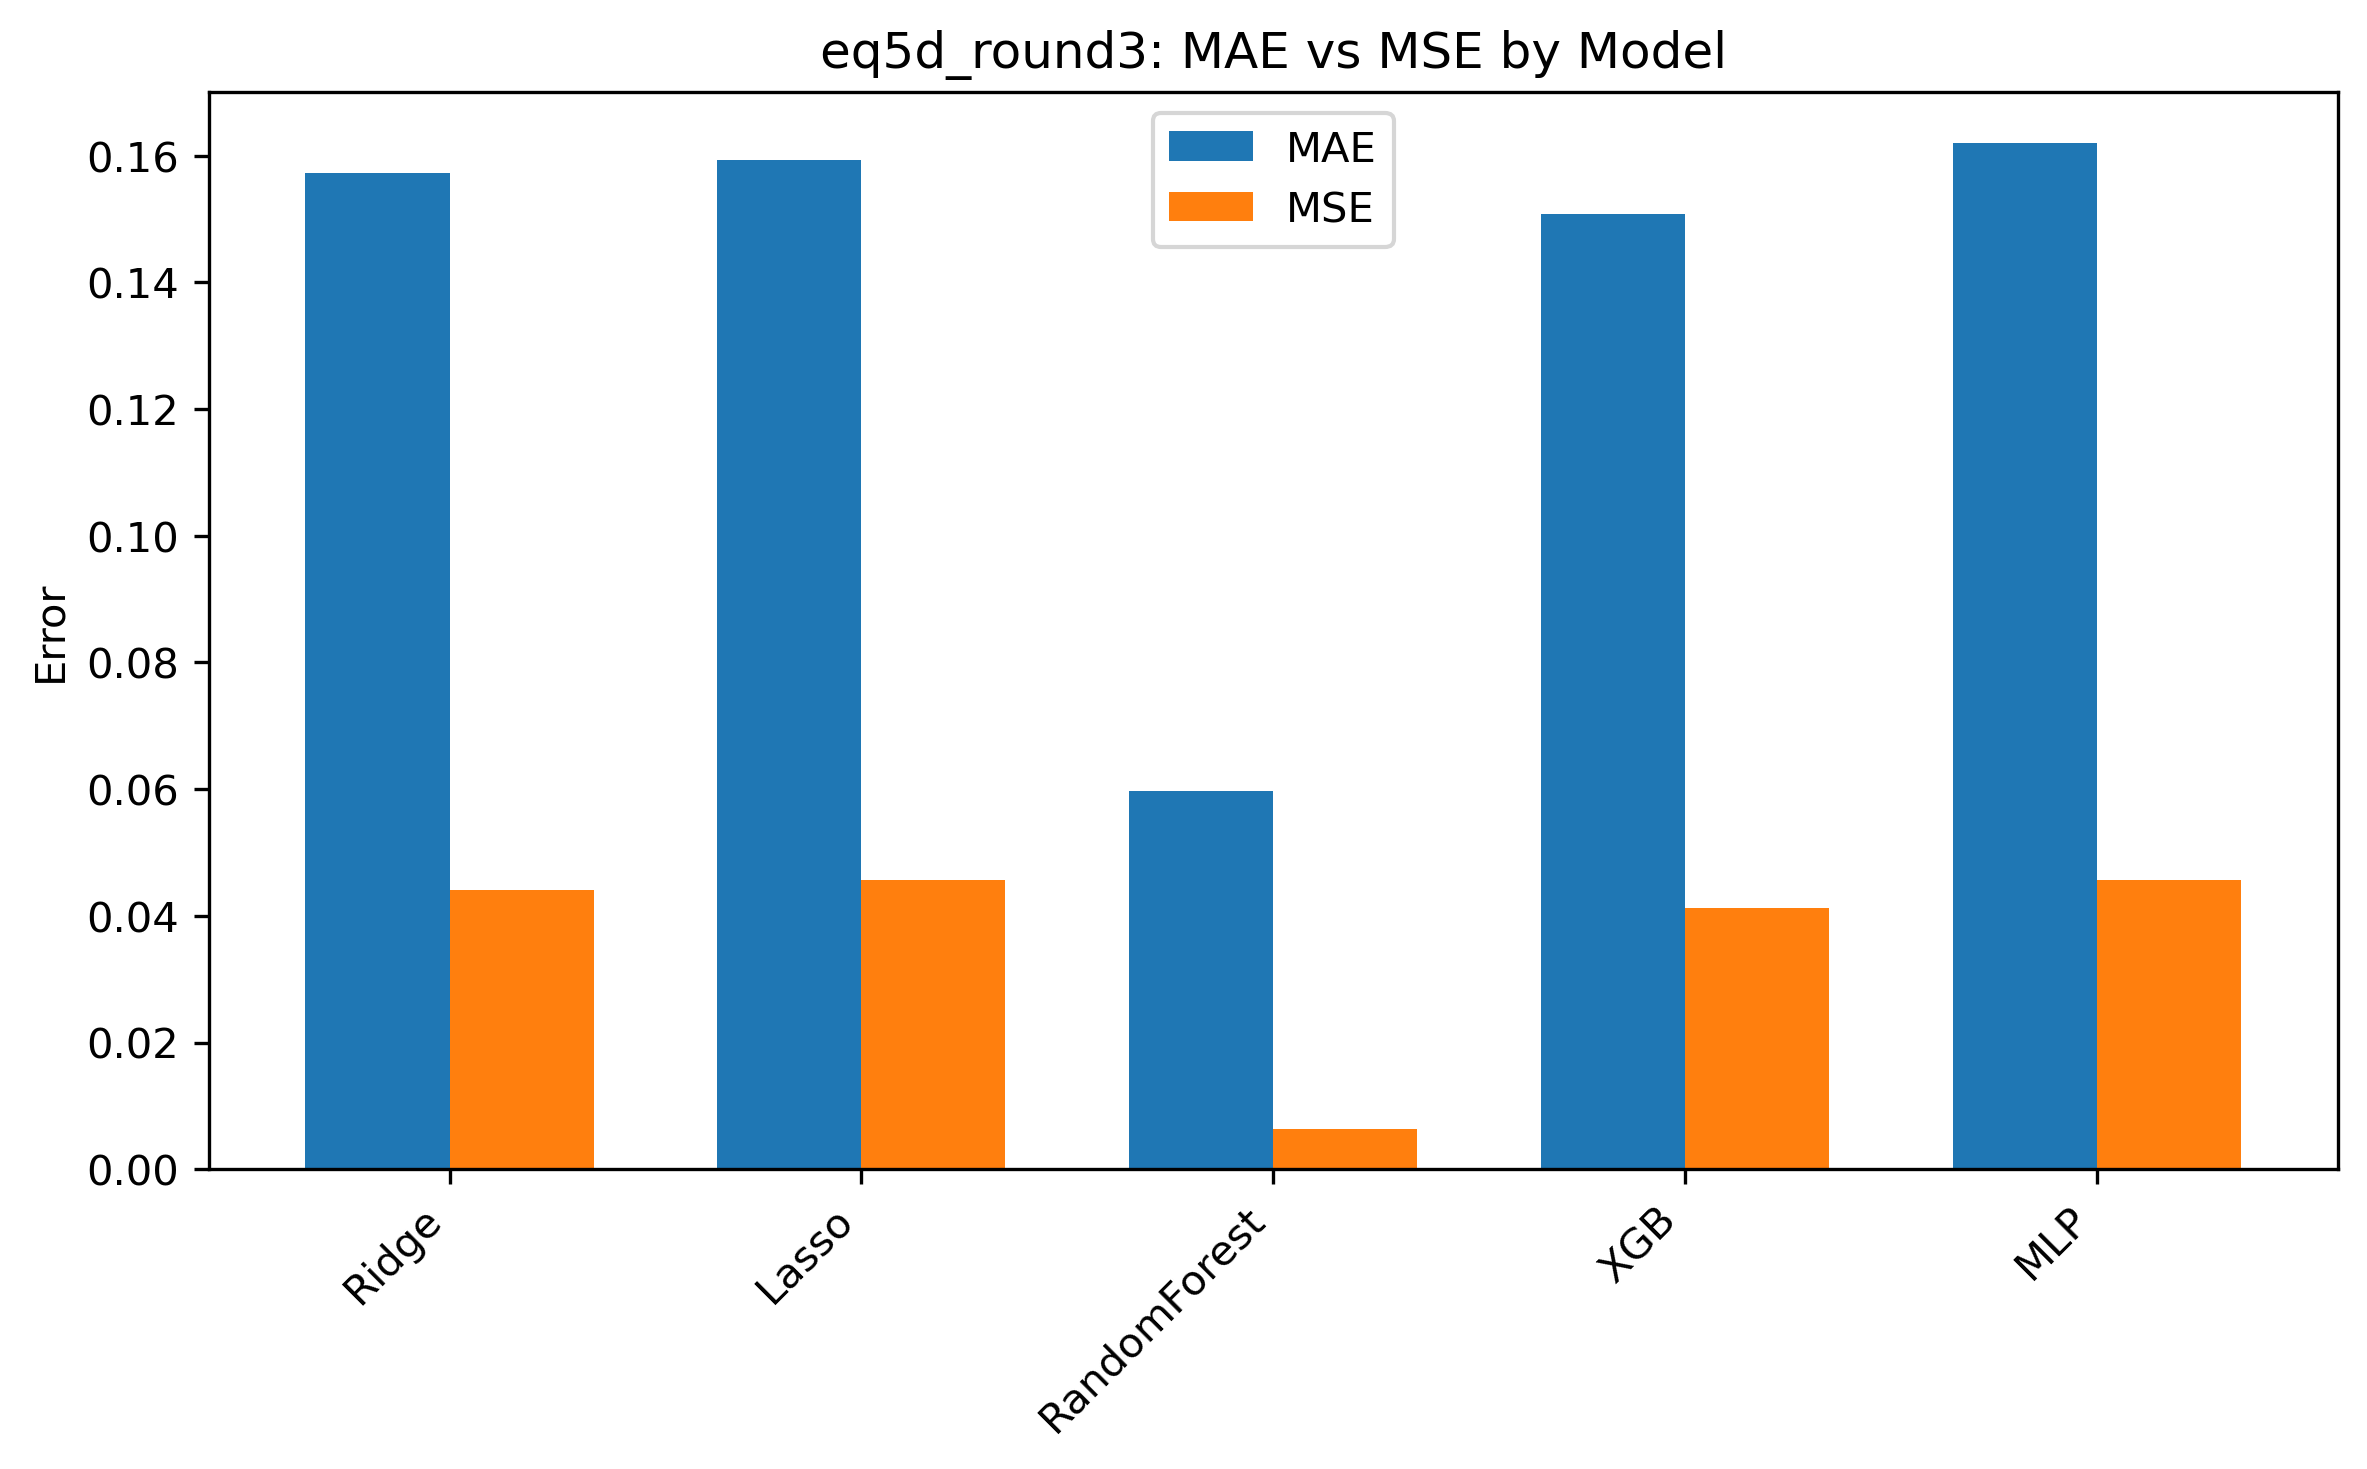 eq5d_round3: MAE vs MSE by Model
MAE
MSE
Error
0.16
0.14
0.12
0.10
0.08
0.06
0.04
0.02
0.00
Ridge
Lasso
RandomForest
XGB
MLP